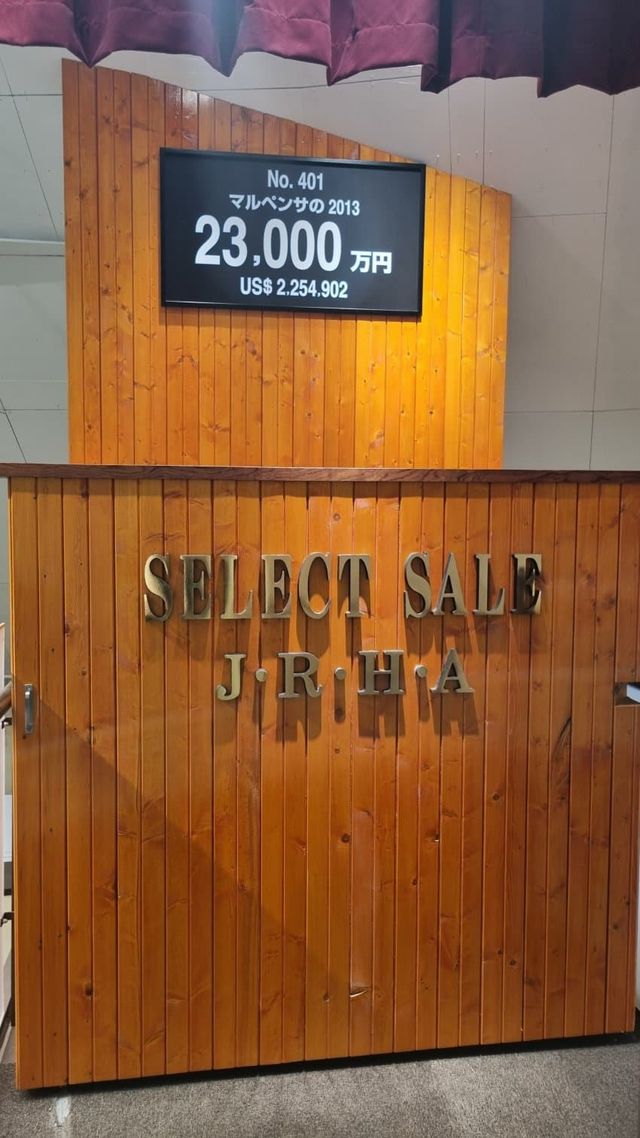 No. 401
マルペンサの 2013
23,000 万円
US$ 2.254.902
SELECT SALE
J·R·H·A